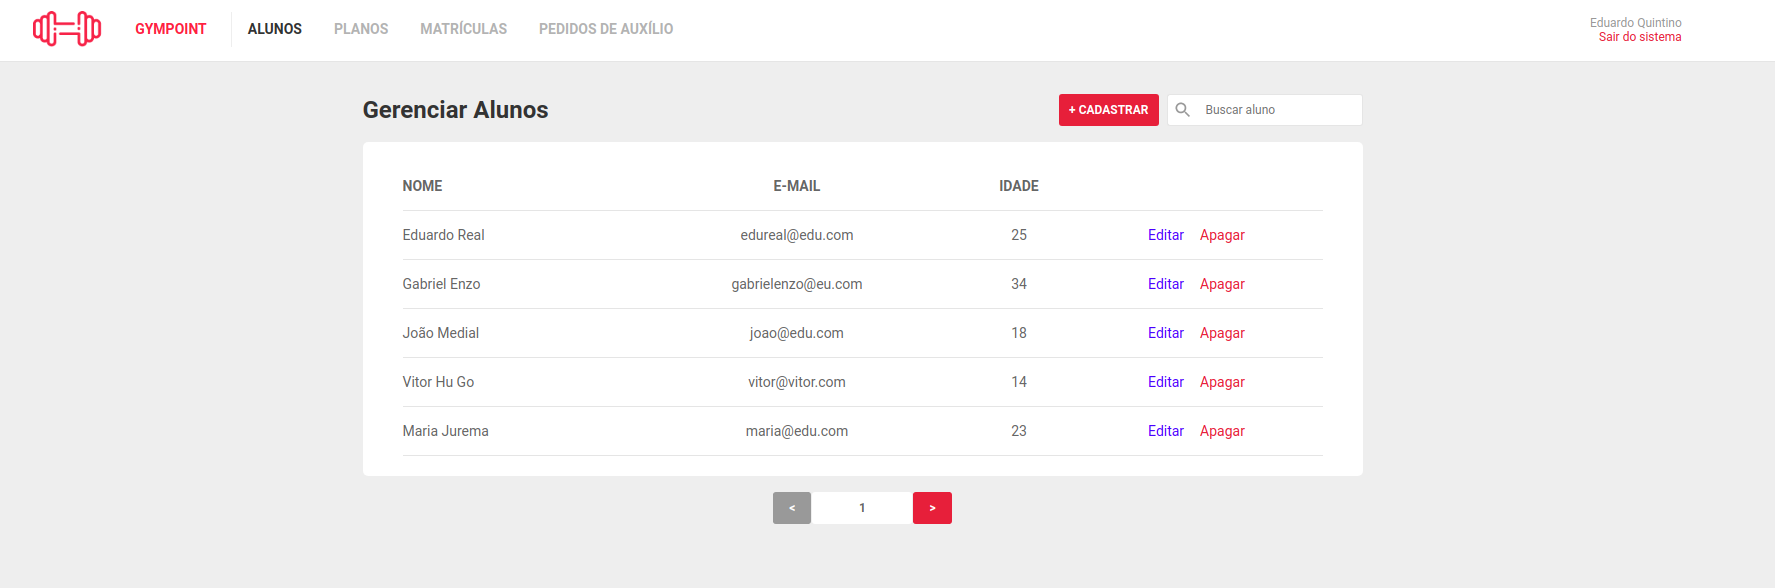 GYMPOINT ALUNOS PLANOS MATRÍCULAS PEDIDOS DE AUXÍLIO
Eduardo Quintino
Sair do sistema
Gerenciar Alunos + CADASTRAR Buscar aluno
NOME E-MAIL IDADE
Eduardo Real edureal@edu.com 25 Editar Apagar
Gabriel Enzo gabrielenzo@eu.com 34 Editar Apagar
João Medial joao@edu.com 18 Editar Apagar
Vitor Hu Go vitor@vitor.com 14 Editar Apagar
Maria Jurema maria@edu.com 23 Editar Apagar
< 1 >